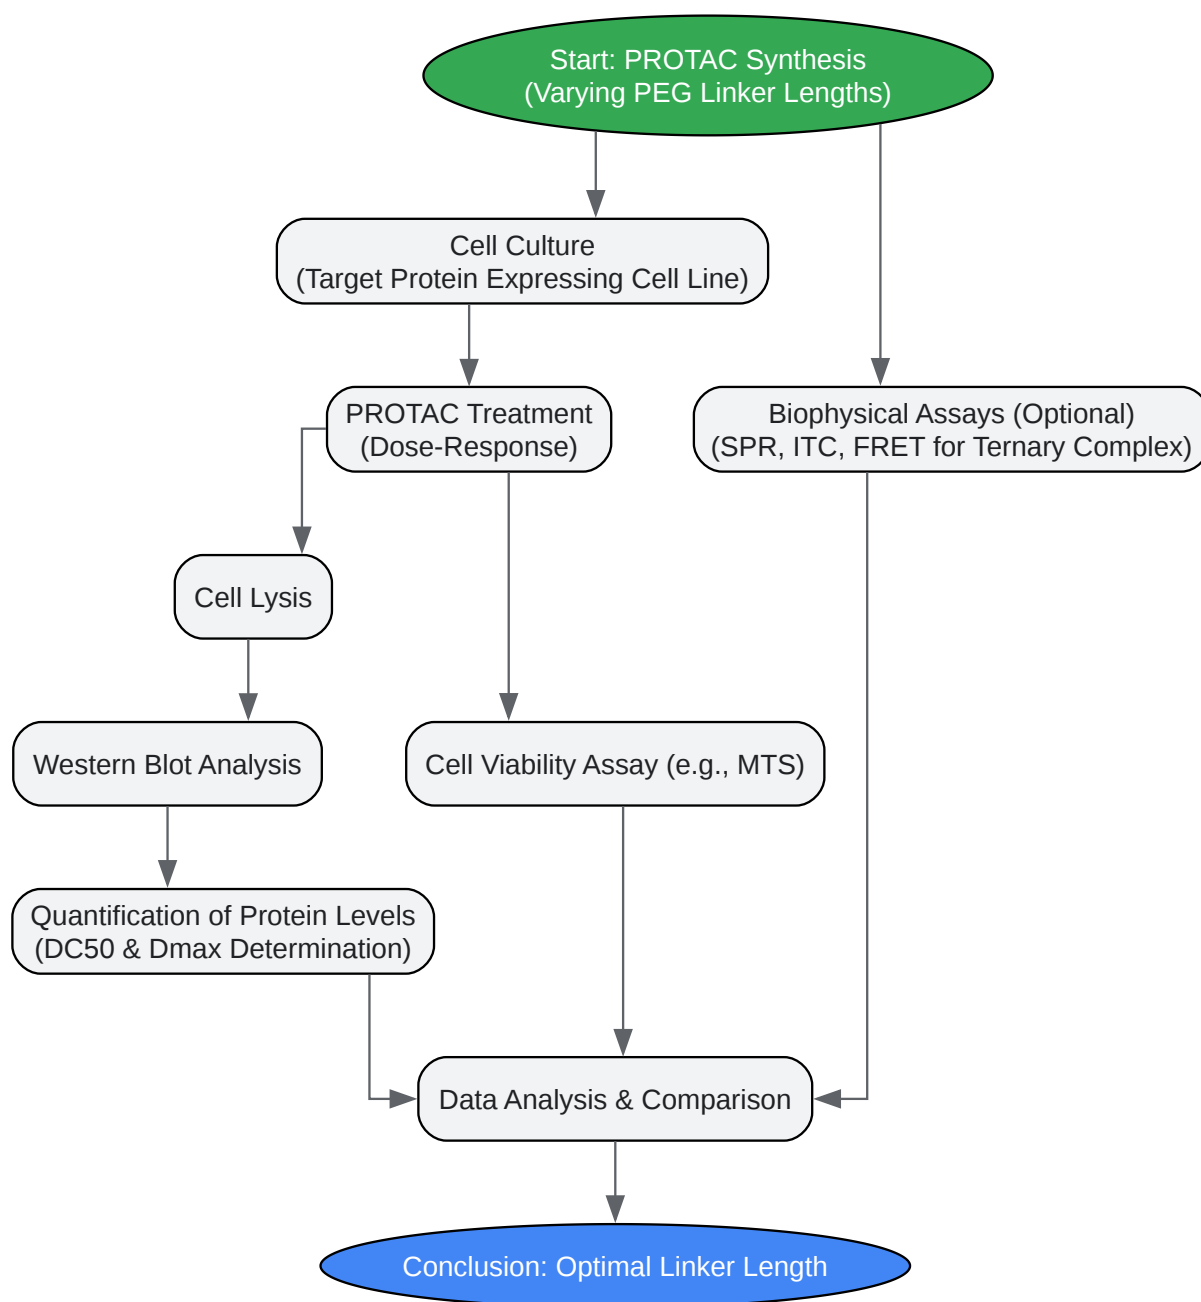 Start: PROTAC Synthesis
(Varying PEG Linker Lengths)
Cell Culture
(Target Protein Expressing Cell Line)
PROTAC Treatment
(Dose-Response)
Biophysical Assays (Optional)
(SPR, ITC, FRET for Ternary Complex)
Cell Lysis
Western Blot Analysis
Cell Viability Assay (e.g., MTS)
Quantification of Protein Levels
(DC50 & Dmax Determination)
Data Analysis & Comparison
Conclusion: Optimal Linker Length